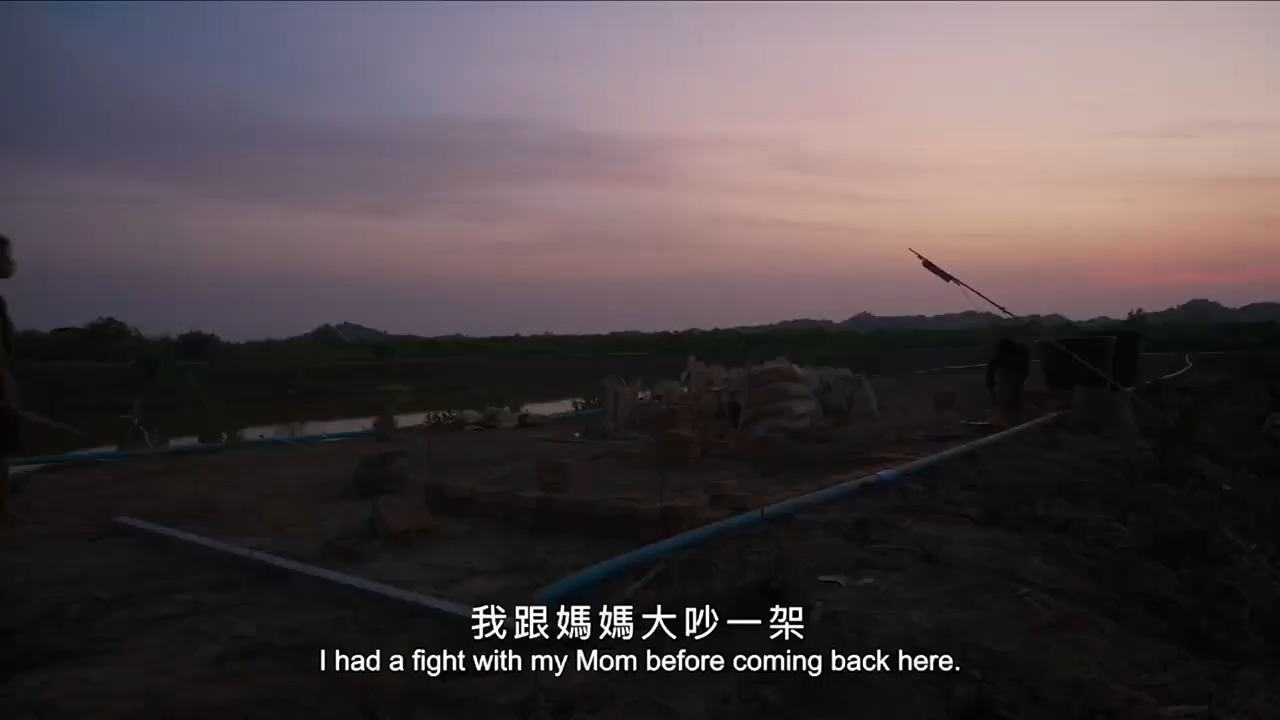 我跟媽媽大吵一架
I had a fight with my Mom before coming back here.